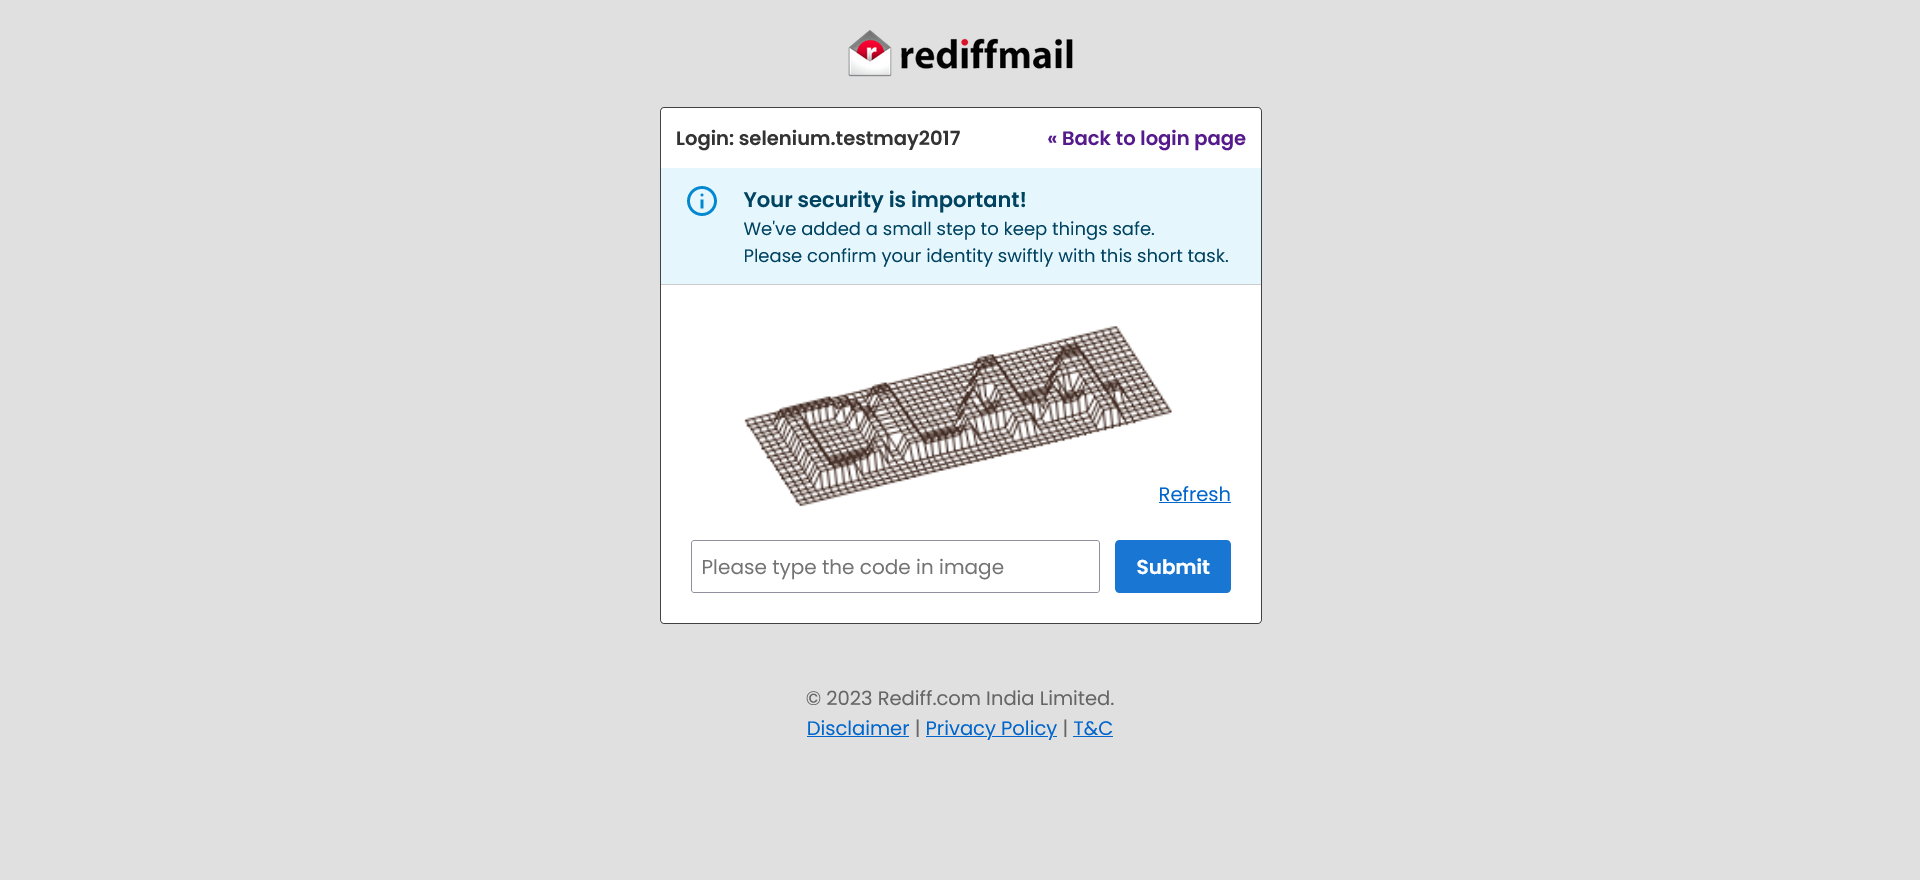 rediffmail
Login: selenium.testmay2017
« Back to login page
Your security is important!
We've added a small step to keep things safe.
Please confirm your identity swiftly with this short task.
Refresh
Please type the code in image
Submit
© 2023 Rediff.com India Limited.
Disclaimer | Privacy Policy | T&C